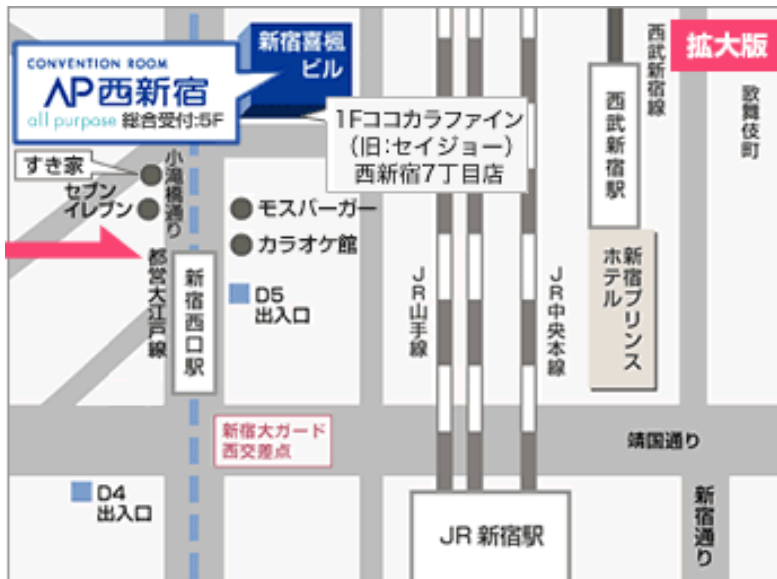 CONVENTION ROOM
AP西新宿
all purpose 総合受付:5F
新宿喜楓
ビル
拡大版
1Fココカラファイン
(旧:セイジョー)
西新宿7丁目店
西武新宿線
西武新宿駅
歌舞伎町
すき家
セブン
イレブン
小滝橋通り
モスバーガー
カラオケ館
都営大江戸線
新宿西口駅
D5
出入口
JR山手線
JR中央本線
新宿プリンス
ホテル
新宿大ガード
西交差点
靖国通り
D4
出入口
JR新宿駅
新宿通り